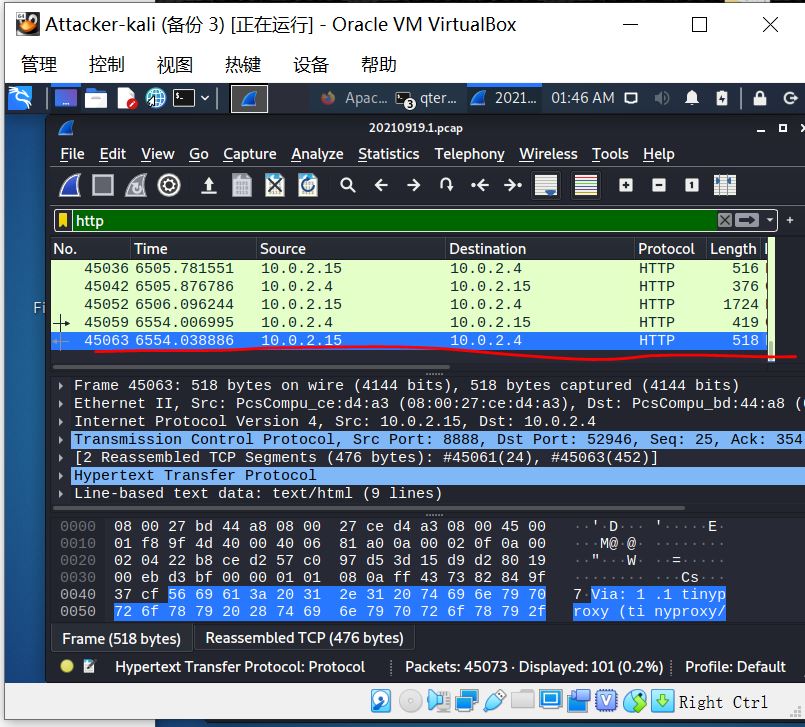 Attacker-kali (备份 3) [正在运行] - Oracle VM VirtualBox
管理 控制 视图 热键 设备 帮助
Apac... 3 qter... 2021... 01:46 AM
20210919.1.pcap
File Edit View Go Capture Analyze Statistics Telephony Wireless Tools Help
http
No. Time Source Destination Protocol Length
45036 6505.781551 10.0.2.15 10.0.2.4 HTTP 516
45042 6505.876786 10.0.2.4 10.0.2.15 HTTP 376
45052 6506.096244 10.0.2.15 10.0.2.4 HTTP 1724
Fi
45059 6554.006995 10.0.2.4 10.0.2.15 HTTP 419
45063 6554.038886 10.0.2.15 10.0.2.4 HTTP 518
Frame 45063: 518 bytes on wire (4144 bits), 518 bytes captured (4144 bits)
Ethernet II, Src: PcsCompu_ce:d4:a3 (08:00:27:ce:d4:a3), Dst: PcsCompu_bd:44:a8 (
Internet Protocol Version 4, Src: 10.0.2.15, Dst: 10.0.2.4
Transmission Control Protocol, Src Port: 8888, Dst Port: 52946, Seq: 25, Ack: 354
[2 Reassembled TCP Segments (476 bytes): #45061(24), #45063(452)]
Hypertext Transfer Protocol
Line-based text data: text/html (9 lines)
0000 08 00 27 bd 44 a8 08 00 27 ce d4 a3 08 00 45 00 ··'·D··· '·····E·
0010 01 f8 9f 4d 40 00 40 06 81 a0 0a 00 02 0f 0a 00 ···M@·@· ········
0020 02 04 22 b8 ce d2 57 c0 97 d5 3d 15 d9 d2 80 19 ··"···W· ··=·····
0030 00 eb d3 bf 00 00 01 01 08 0a ff 43 73 82 84 9f ········ ···Cs···
0040 37 cf 56 69 61 3a 20 31 2e 31 20 74 69 6e 79 70 7·Via: 1 .1 tinyp
0050 72 6f 78 79 20 28 74 69 6e 79 70 72 6f 78 79 2f roxy (ti nyproxy/
Frame (518 bytes) Reassembled TCP (476 bytes)
Hypertext Transfer Protocol: Protocol Packets: 45073 · Displayed: 101 (0.2%) Profile: Default
Right Ctrl